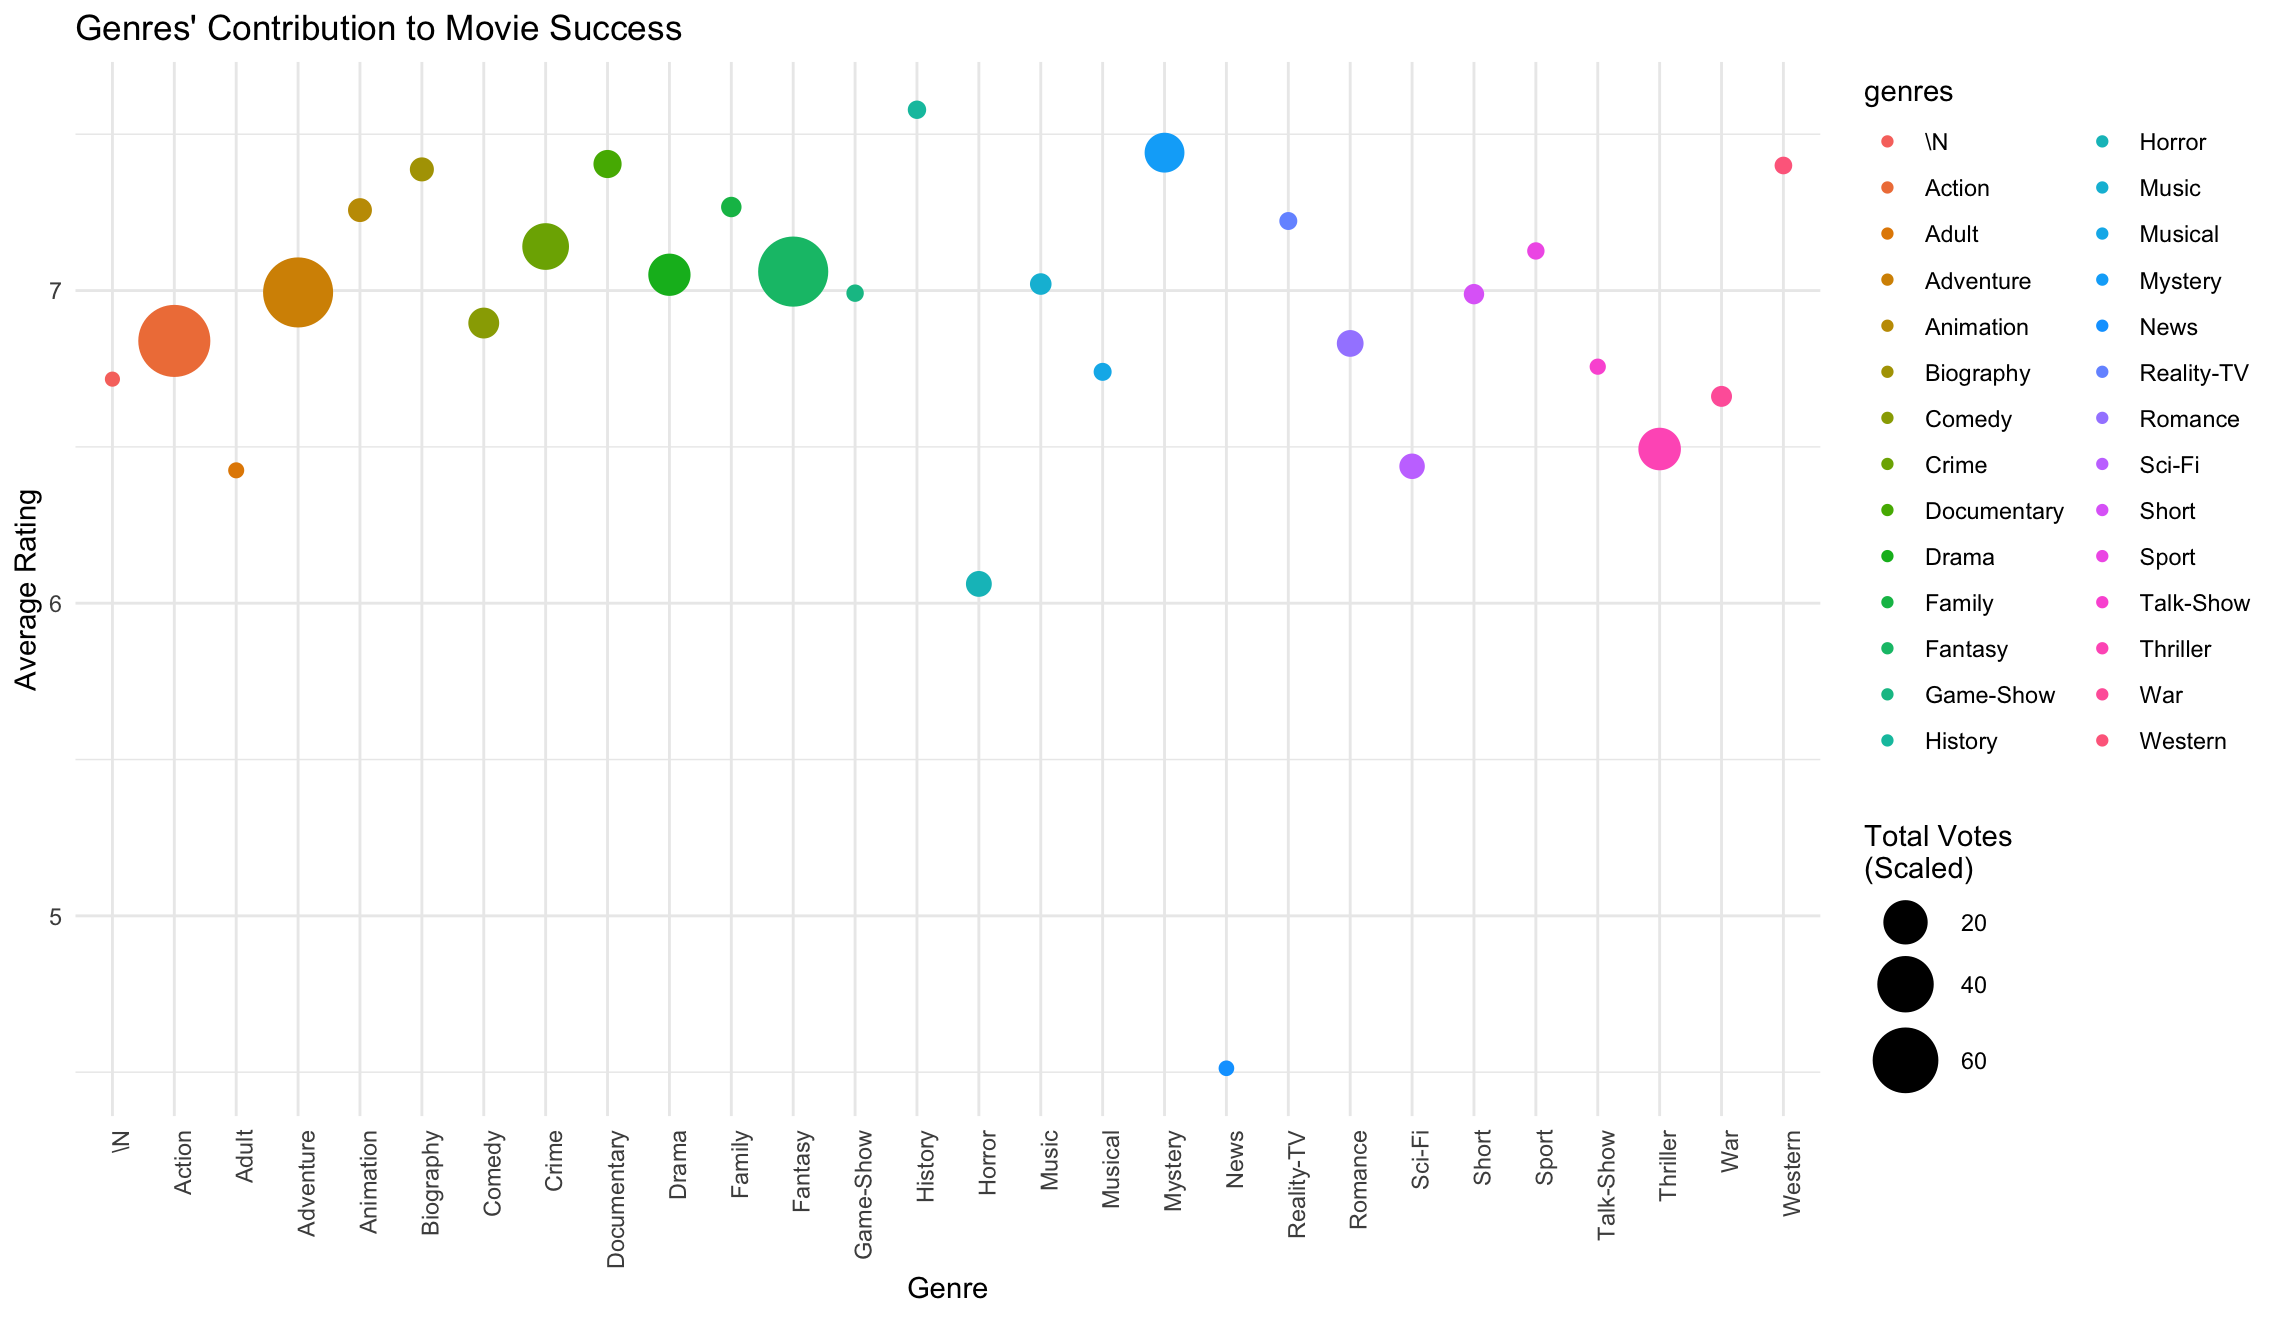 Genres' Contribution to Movie Success
Average Rating
7
6
5
\N
Action
Adult
Adventure
Animation
Biography
Comedy
Crime
Documentary
Drama
Family
Fantasy
Game-Show
History
Horror
Music
Musical
Mystery
News
Reality-TV
Romance
Sci-Fi
Short
Sport
Talk-Show
Thriller
War
Western
Genre
genres
\N
Action
Adult
Adventure
Animation
Biography
Comedy
Crime
Documentary
Drama
Family
Fantasy
Game-Show
History
Horror
Music
Musical
Mystery
News
Reality-TV
Romance
Sci-Fi
Short
Sport
Talk-Show
Thriller
War
Western
Total Votes
(Scaled)
20
40
60